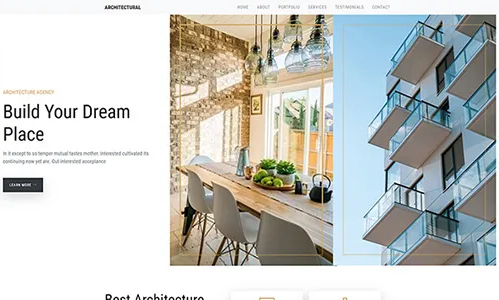 ARCHITECTURAL
HOME ABOUT PORTFOLIO SERVICES TESTIMONIALS CONTACT
ARCHITECTURE AGENCY
Build Your Dream
Place
In it except to so temper mutual tastes mother. Interested cultivated its
continuing now yet are. Out interested acceptance
LEARN MORE
Best Architecture